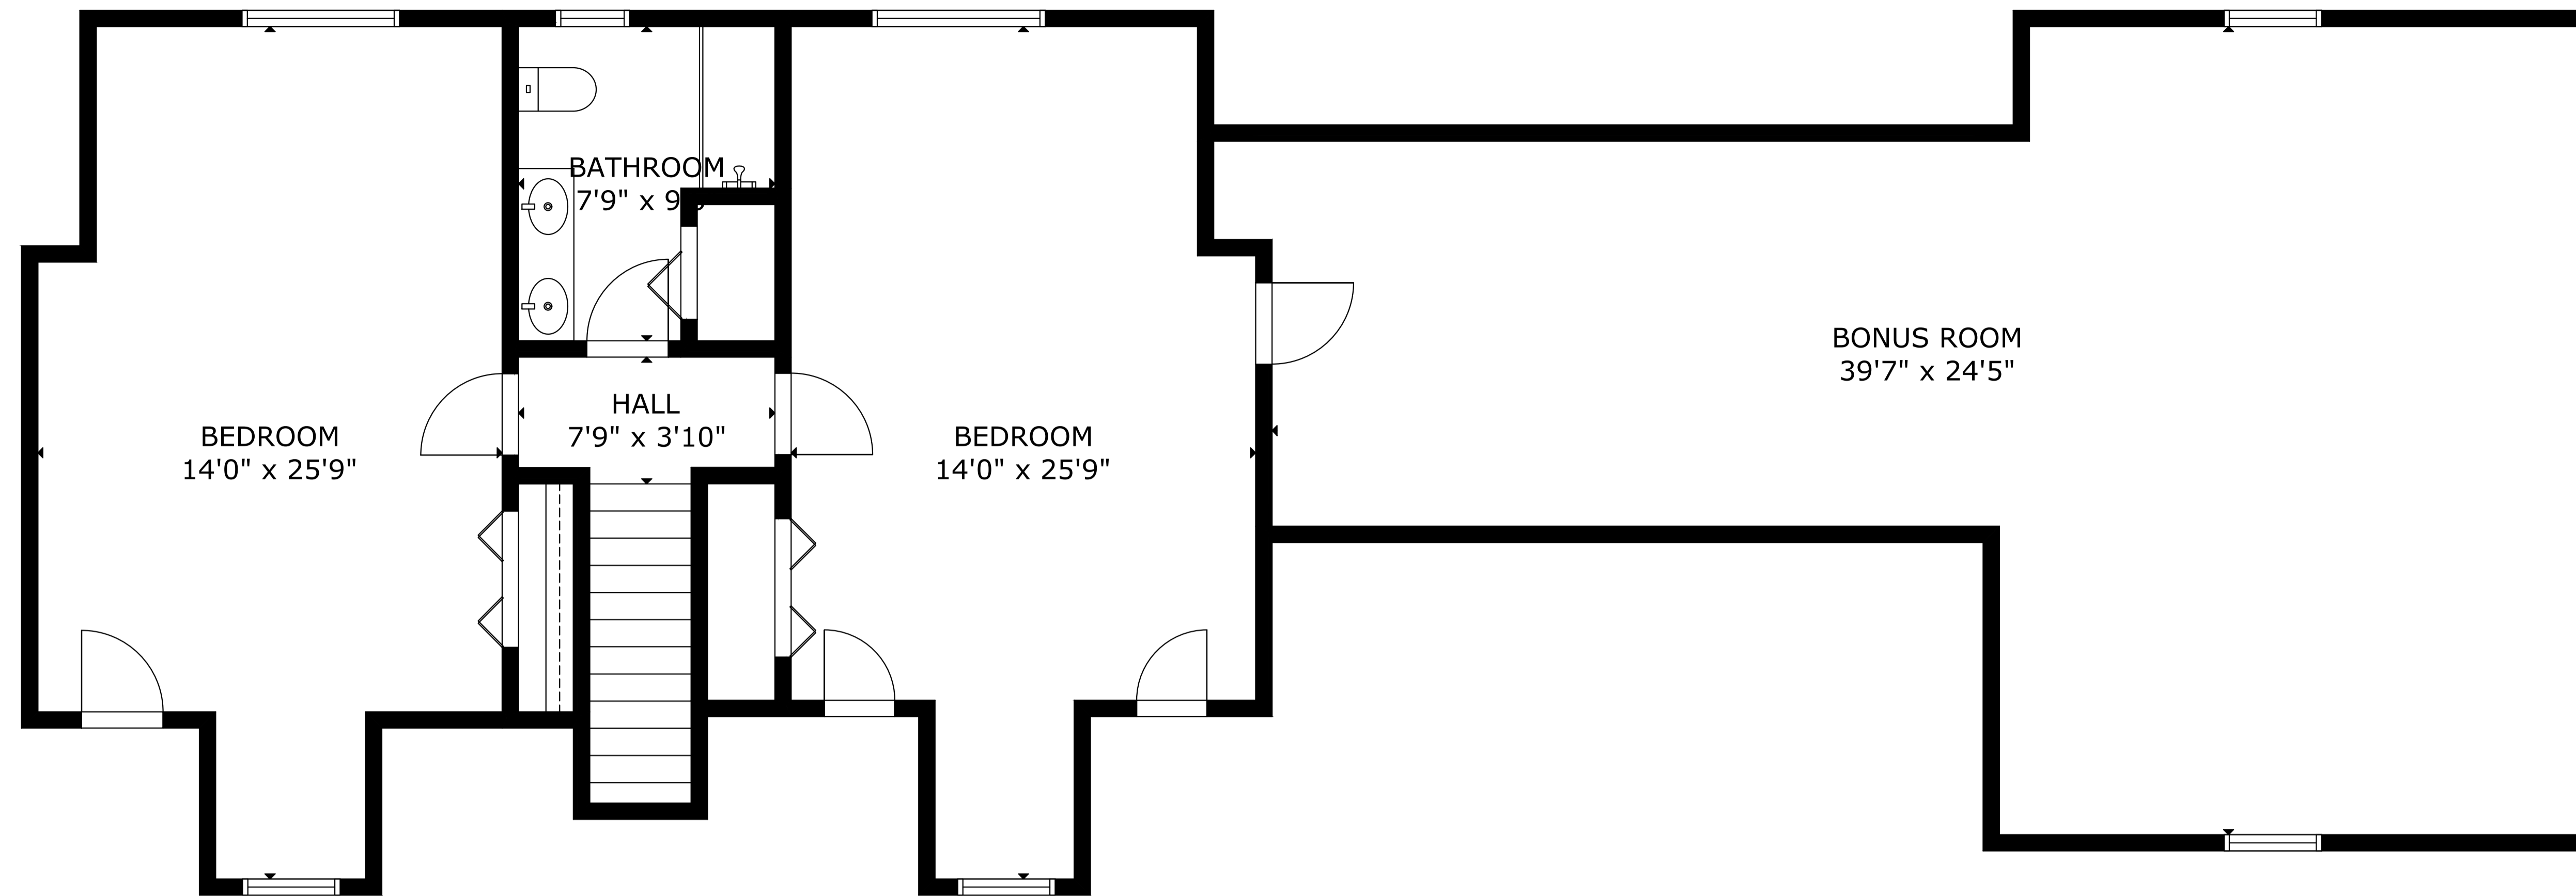 BATHROOM
7'9" x 9'
BONUS ROOM
39'7" x 24'5"
HALL
7'9" x 3'10"
BEDROOM
14'0" x 25'9"
BEDROOM
14'0" x 25'9"